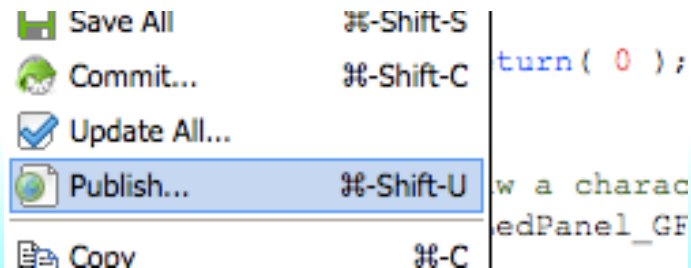 Save All ⌘-Shift-S
Commit... ⌘-Shift-C
turn( 0 );
Update All...
Publish... ⌘-Shift-U
w a charac
edPanel_GF
Copy ⌘-C